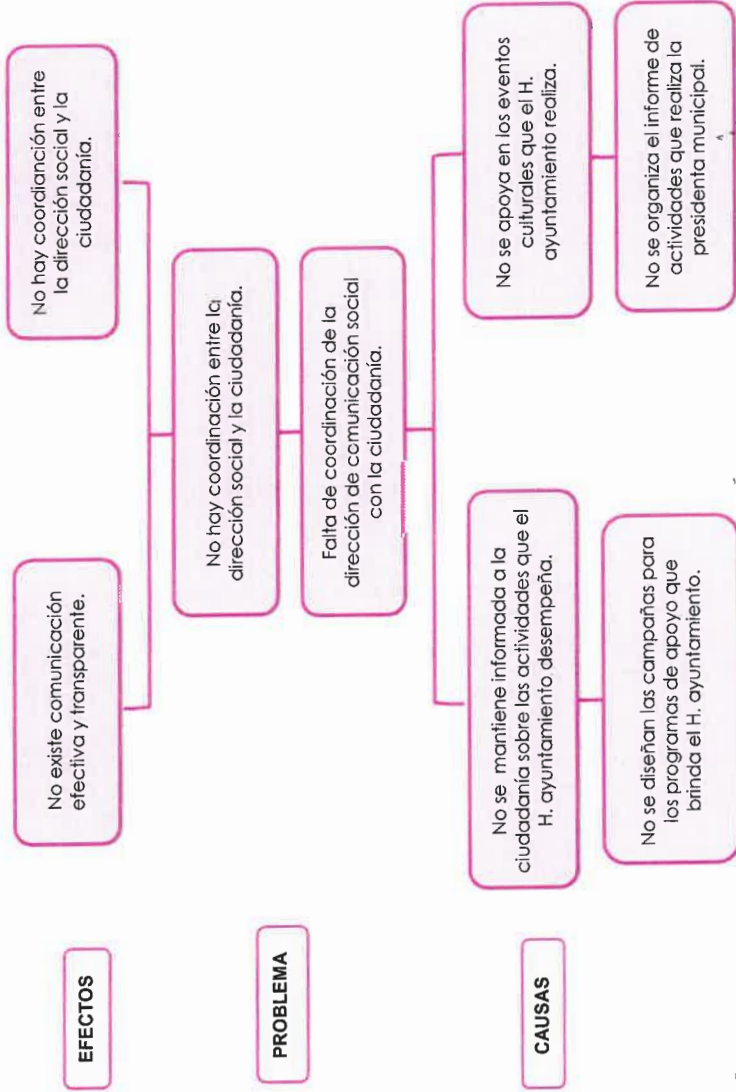 EFECTOS
No existe comunicación
efectiva y transparente.
No hay coordianción entre
la dirección social y la
ciudadanía.
PROBLEMA
No hay coordinación entre la
dirección social y la ciudadanía.
Falta de coordinación de la
dirección de comunicación social
con la ciudadanía.
CAUSAS
No se mantiene informada a la
ciudadanía sobre las actividades que el
H. ayuntamiento desempeña.
No se apoya en los eventos
culturales que el H.
ayuntamiento realiza.
No se diseñan las campañas para
los programas de apoyo que
brinda el H. ayuntamiento.
No se organiza el informe de
actividades que realiza la
presidenta municipal.